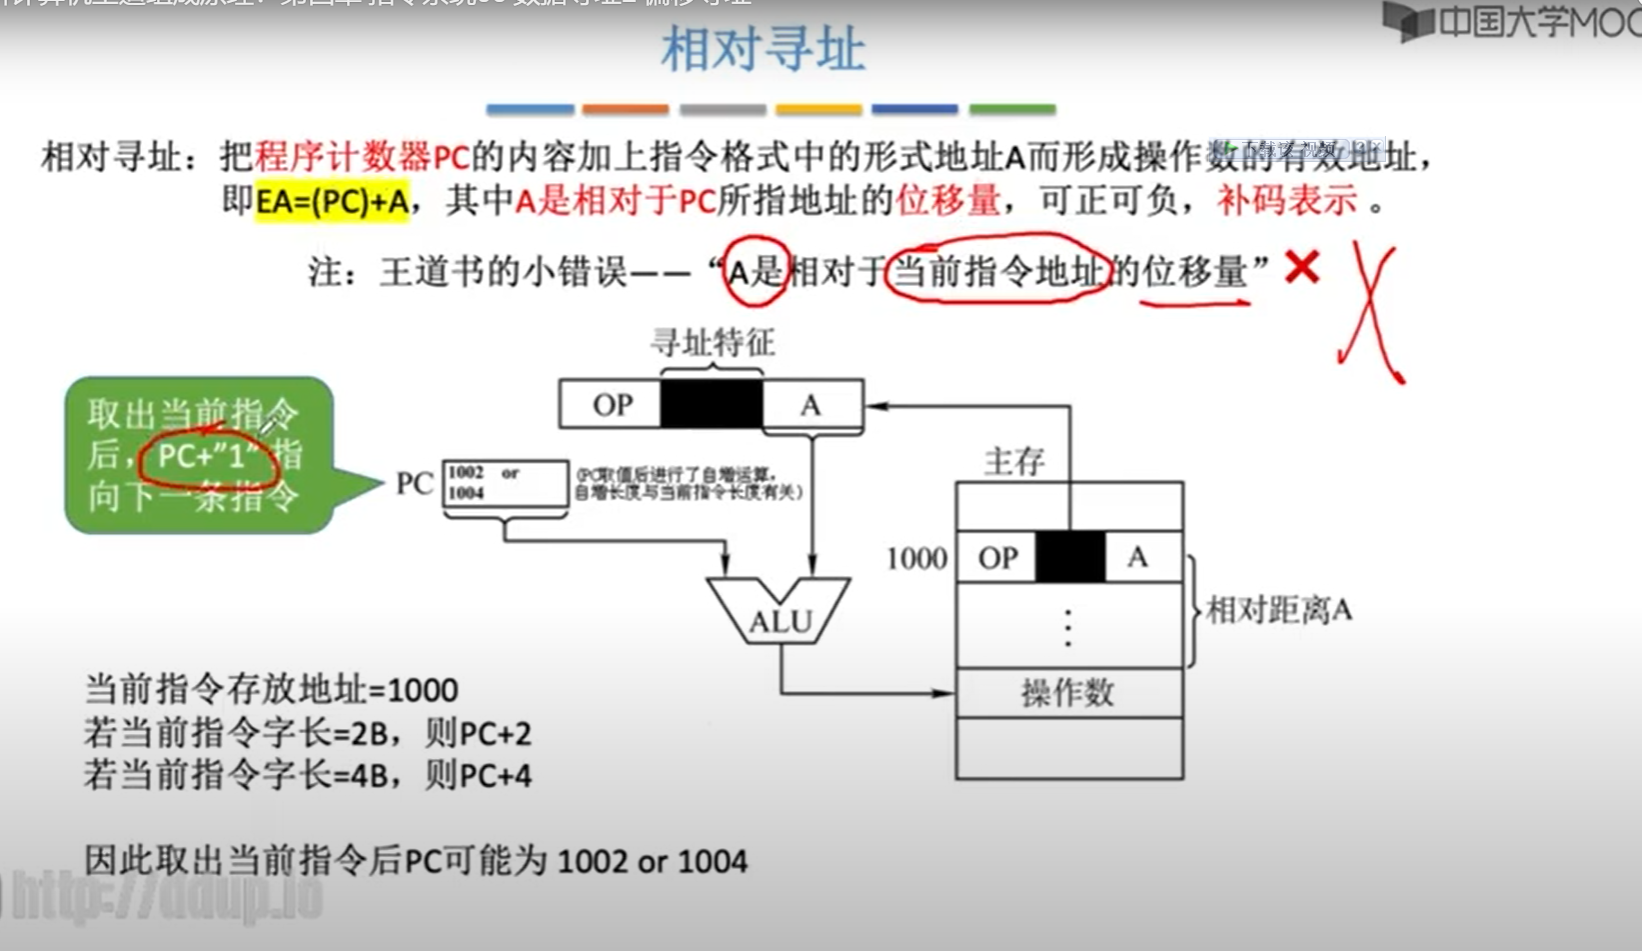 中国大学MOO
相对寻址
相对寻址：把程序计数器PC的内容加上指令格式中的形式地址A而形成操作数的有效地址，
即EA=(PC)+A，其中A是相对于PC所指地址的位移量，可正可负，补码表示 。
注：王道书的小错误——“A是相对于当前指令地址的位移量”
寻址特征
OP
A
取出当前指令
后，PC+”1”指
向下一条指令
PC
1002 or
1004
(PC取值后进行了自增运算，
自增长度与当前指令长度有关)
主存
1000
OP
A
ALU
相对距离A
操作数
当前指令存放地址=1000
若当前指令字长=2B，则PC+2
若当前指令字长=4B，则PC+4
因此取出当前指令后PC可能为 1002 or 1004
http://ddup.io